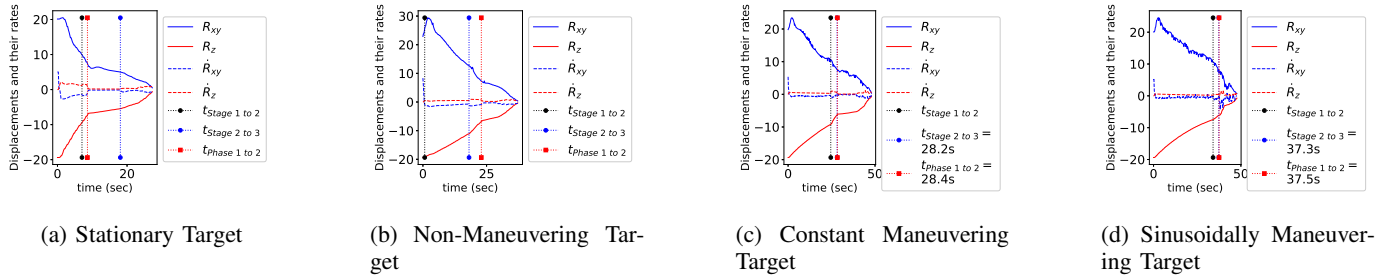 Displacements and their rates
20
10
0
−10
−20
0
20
time (sec)
R_xy
R_z
Ṙ_xy
Ṙ_z
t_Stage 1 to 2
t_Stage 2 to 3
t_Phase 1 to 2
(a) Stationary Target
Displacements and their rates
30
20
10
0
−10
−20
0
25
time (sec)
R_xy
R_z
Ṙ_xy
Ṙ_z
t_Stage 1 to 2
t_Stage 2 to 3
t_Phase 1 to 2
(b) Non-Maneuvering Tar-
get
Displacements and their rates
20
10
0
−10
−20
0
50
time (sec)
R_xy
R_z
Ṙ_xy
Ṙ_z
t_Stage 1 to 2
t_Stage 2 to 3 =
28.2s
t_Phase 1 to 2 =
28.4s
(c) Constant Maneuvering
Target
Displacements and their rates
20
10
0
−10
−20
0
50
time (sec)
R_xy
R_z
Ṙ_xy
Ṙ_z
t_Stage 1 to 2
t_Stage 2 to 3 =
37.3s
t_Phase 1 to 2 =
37.5s
(d) Sinusoidally Maneuver-
ing Target